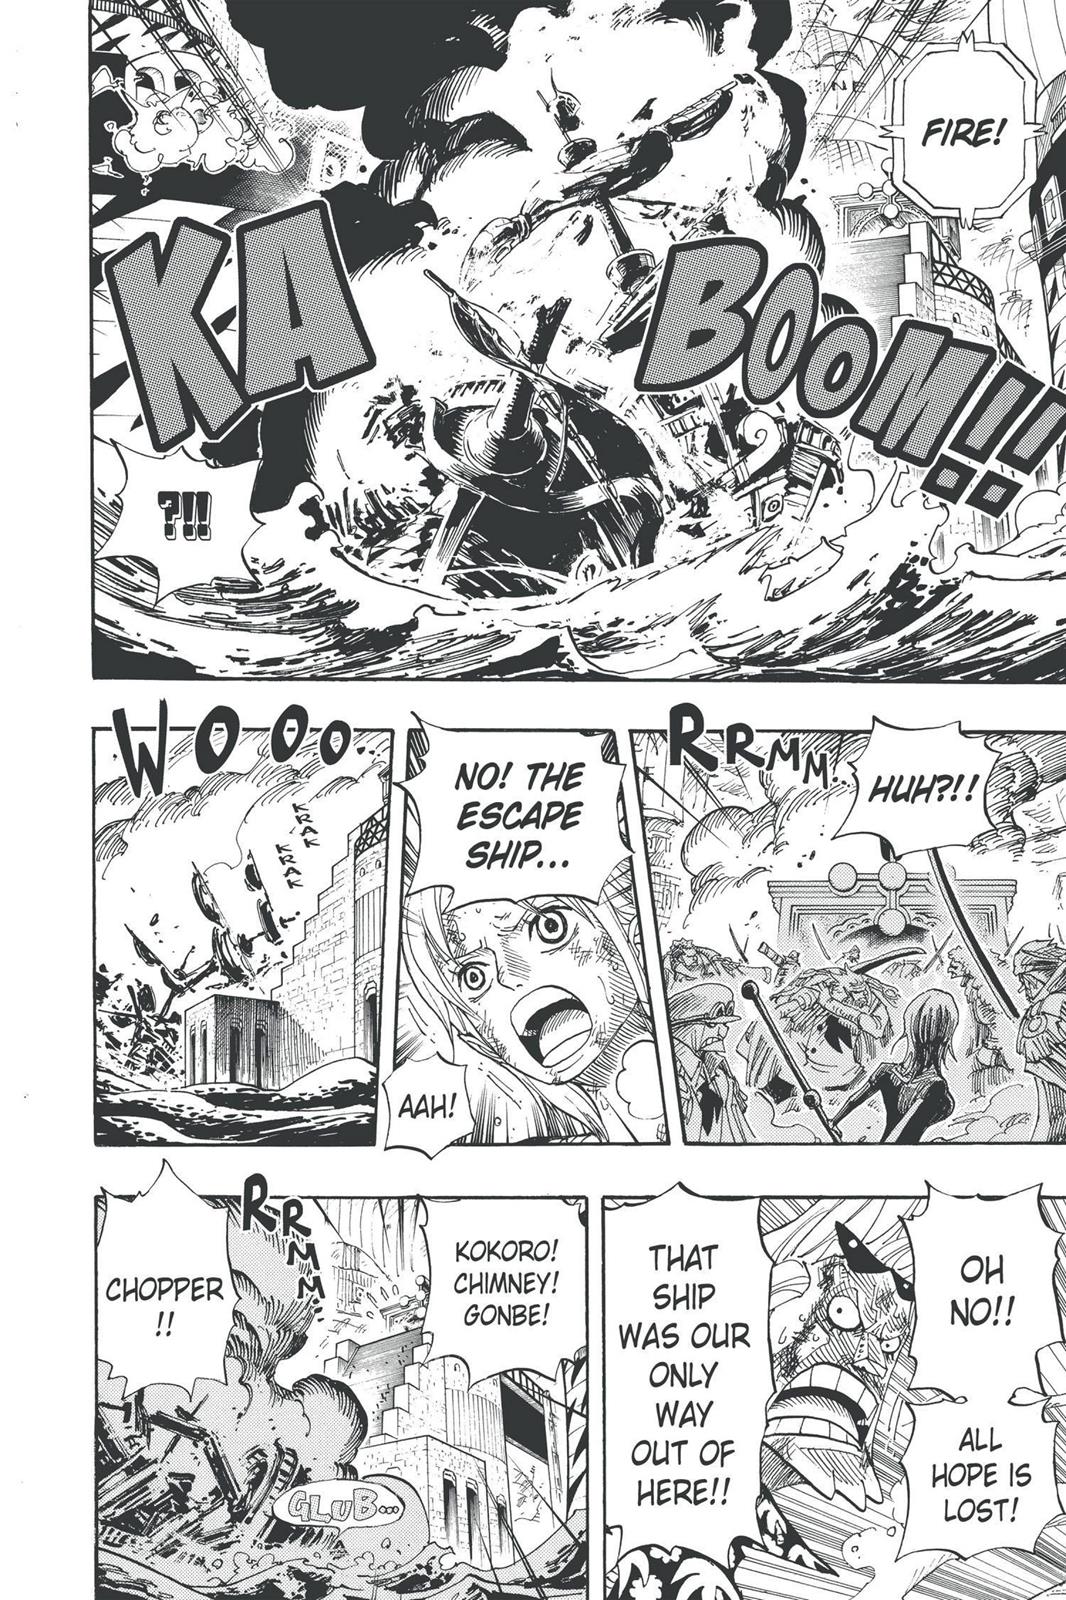 FIRE!
KA
BOOM!!
?!!
HUH?!!
RRMM..
NO! THE
ESCAPE
SHIP...
AAH!
WOOO..
KRAK
KRAK
OH
NO!!
ALL
HOPE IS
LOST!
THAT
SHIP
WAS OUR
ONLY
WAY
OUT OF
HERE!!
KOKORO!
CHIMNEY!
GONBE!
RRMM..
CHOPPER
!!
GLUB...